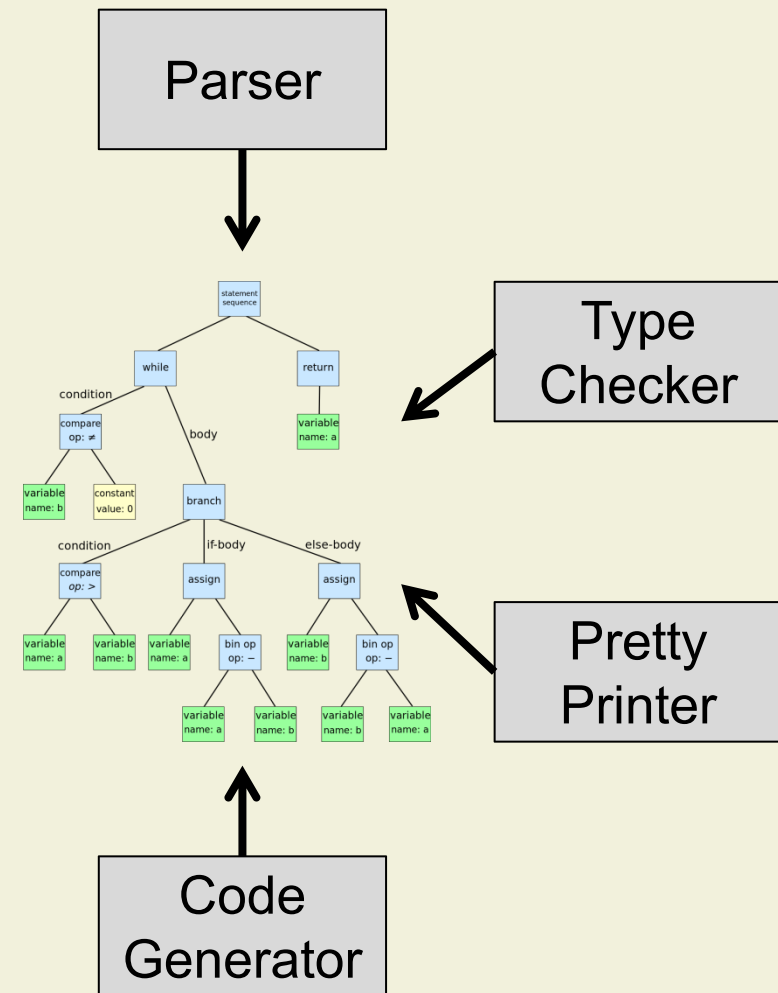 Parser
statement
sequence
while
return
condition
compare
op: ≠
body
variable
name: a
variable
name: b
constant
value: 0
branch
condition
if-body
else-body
compare
op: >
assign
assign
variable
name: a
variable
name: b
variable
name: a
bin op
op: −
variable
name: b
bin op
op: −
variable
name: a
variable
name: b
variable
name: b
variable
name: a
Type
Checker
Pretty
Printer
Code
Generator